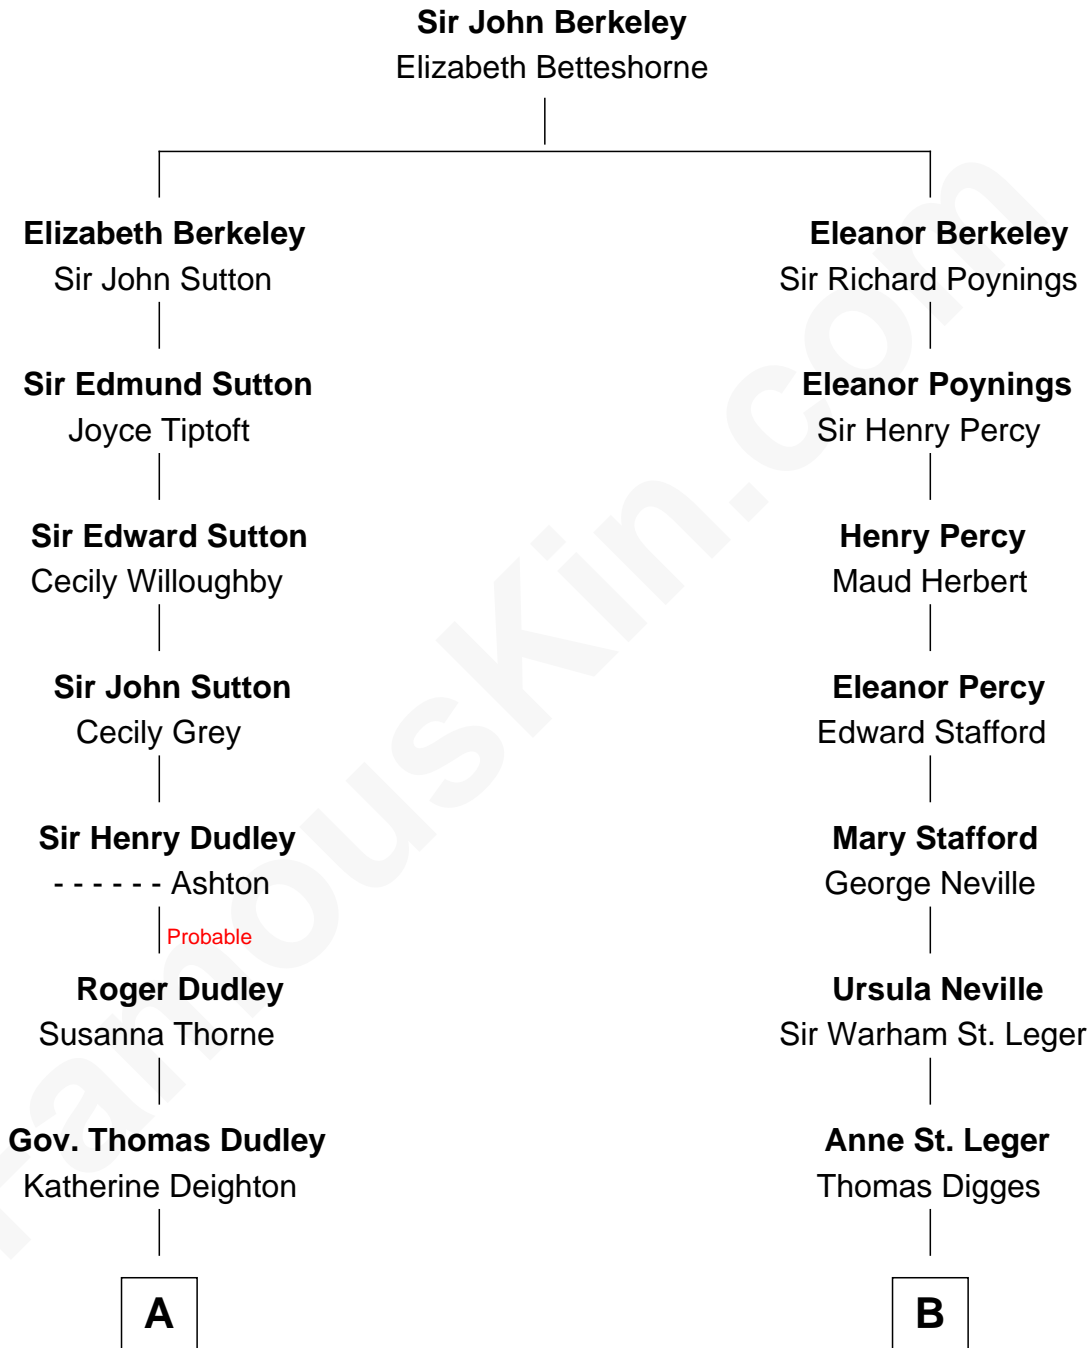 Sir John Berkeley
Elizabeth Betteshorne
Elizabeth Berkeley
Sir John Sutton
Sir Edmund Sutton
Joyce Tiptoft
Sir Edward Sutton
Cecily Willoughby
Sir John Sutton
Cecily Grey
Sir Henry Dudley
- - - - - - Ashton
Probable
Roger Dudley
Susanna Thorne
Gov. Thomas Dudley
Katherine Deighton
A
Eleanor Berkeley
Sir Richard Poynings
Eleanor Poynings
Sir Henry Percy
Henry Percy
Maud Herbert
Eleanor Percy
Edward Stafford
Mary Stafford
George Neville
Ursula Neville
Sir Warham St. Leger
Anne St. Leger
Thomas Digges
B
FamousKin.com